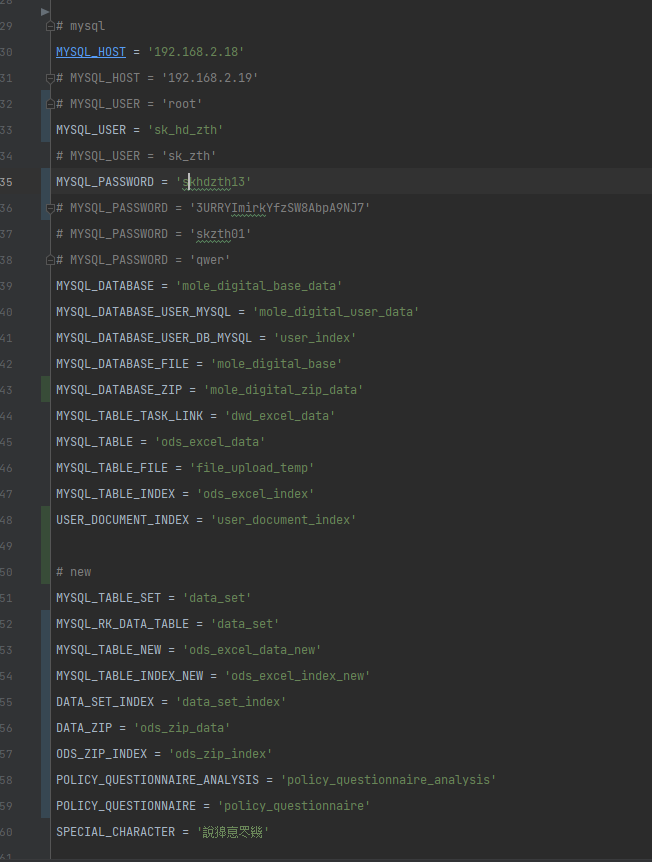 28
29 # mysql
30 MYSQL_HOST = '192.168.2.18'
31 # MYSQL_HOST = '192.168.2.19'
32 # MYSQL_USER = 'root'
33 MYSQL_USER = 'sk_hd_zth'
34 # MYSQL_USER = 'sk_zth'
35 MYSQL_PASSWORD = 'skhdzth13'
36 # MYSQL_PASSWORD = '3URRYImirkYfzSW8AbpA9NJ7'
37 # MYSQL_PASSWORD = 'skzth01'
38 # MYSQL_PASSWORD = 'qwer'
39 MYSQL_DATABASE = 'mole_digital_base_data'
40 MYSQL_DATABASE_USER_MYSQL = 'mole_digital_user_data'
41 MYSQL_DATABASE_USER_DB_MYSQL = 'user_index'
42 MYSQL_DATABASE_FILE = 'mole_digital_base'
43 MYSQL_DATABASE_ZIP = 'mole_digital_zip_data'
44 MYSQL_TABLE_TASK_LINK = 'dwd_excel_data'
45 MYSQL_TABLE = 'ods_excel_data'
46 MYSQL_TABLE_FILE = 'file_upload_temp'
47 MYSQL_TABLE_INDEX = 'ods_excel_index'
48 USER_DOCUMENT_INDEX = 'user_document_index'
49
50 # new
51 MYSQL_TABLE_SET = 'data_set'
52 MYSQL_RK_DATA_TABLE = 'data_set'
53 MYSQL_TABLE_NEW = 'ods_excel_data_new'
54 MYSQL_TABLE_INDEX_NEW = 'ods_excel_index_new'
55 DATA_SET_INDEX = 'data_set_index'
56 DATA_ZIP = 'ods_zip_data'
57 ODS_ZIP_INDEX = 'ods_zip_index'
58 POLICY_QUESTIONNAIRE_ANALYSIS = 'policy_questionnaire_analysis'
59 POLICY_QUESTIONNAIRE = 'policy_questionnaire'
60 SPECIAL_CHARACTER = '
61